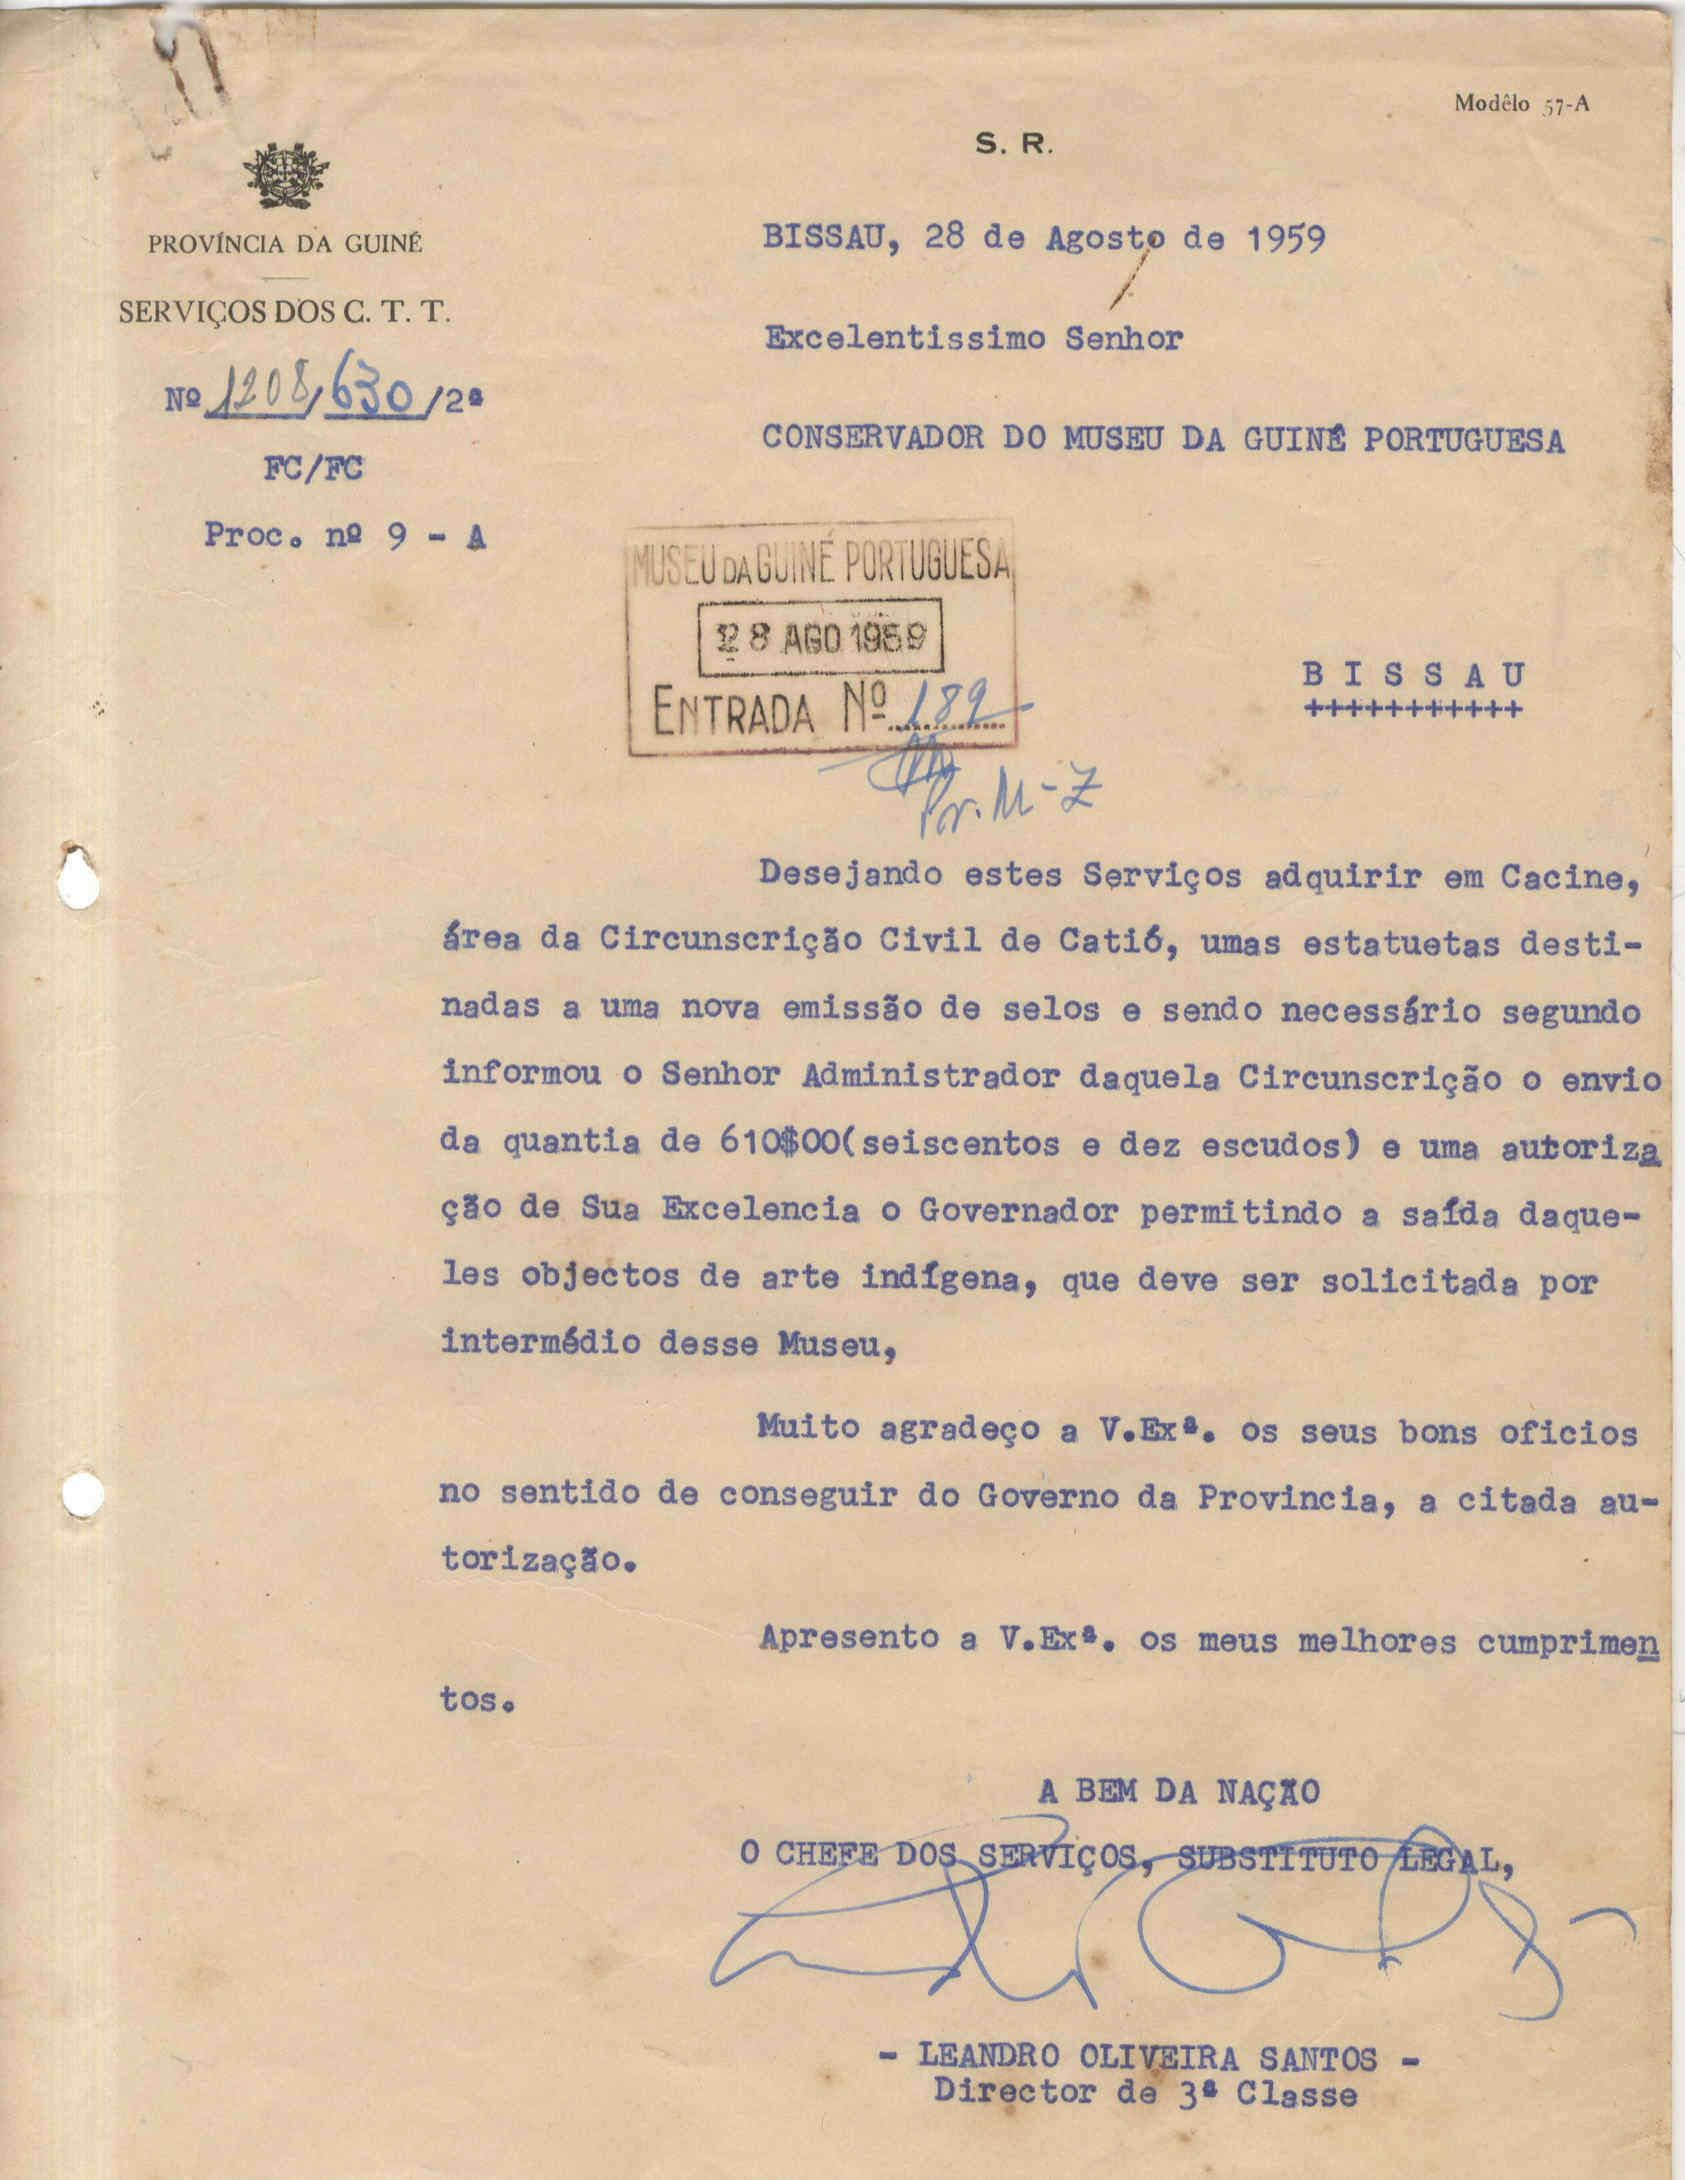 Modêlo 57-A
S. R.
PROVÍNCIA DA GUINÉ
SERVIÇOS DOS C. T. T.
Nº 1208/630/2ª
FC/FC
Proc. nº 9 - A
BISSAU, 28 de Agosto de 1959
Excelentissimo Senhor
CONSERVADOR DO MUSEU DA GUINÉ PORTUGUESA
MUSEU DA GUINÉ PORTUGUESA
28 AGO 1959
ENTRADA Nº 189
Pr. M-Z
B I S S A U
+++++++++++
Desejando estes Serviços adquirir em Cacine,
área da Circunscrição Civil de Catió, umas estatuetas desti-
nadas a uma nova emissão de selos e sendo necessário segundo
informou o Senhor Administrador daquela Circunscrição o envio
da quantia de 610$00(seiscentos e dez escudos) e uma autoriza
ção de Sua Excelencia o Governador permitindo a saída daque-
les objectos de arte indígena, que deve ser solicitada por
intermédio desse Museu,
Muito agradeço a V.Exª. os seus bons oficios
no sentido de conseguir do Governo da Provincia, a citada au-
torização.
Apresento a V.Exª. os meus melhores cumprimen
tos.
A BEM DA NAÇÃO
O CHEFE DOS SERVIÇOS, SUBSTITUTO LEGAL,
- LEANDRO OLIVEIRA SANTOS -
Director de 3ª Classe